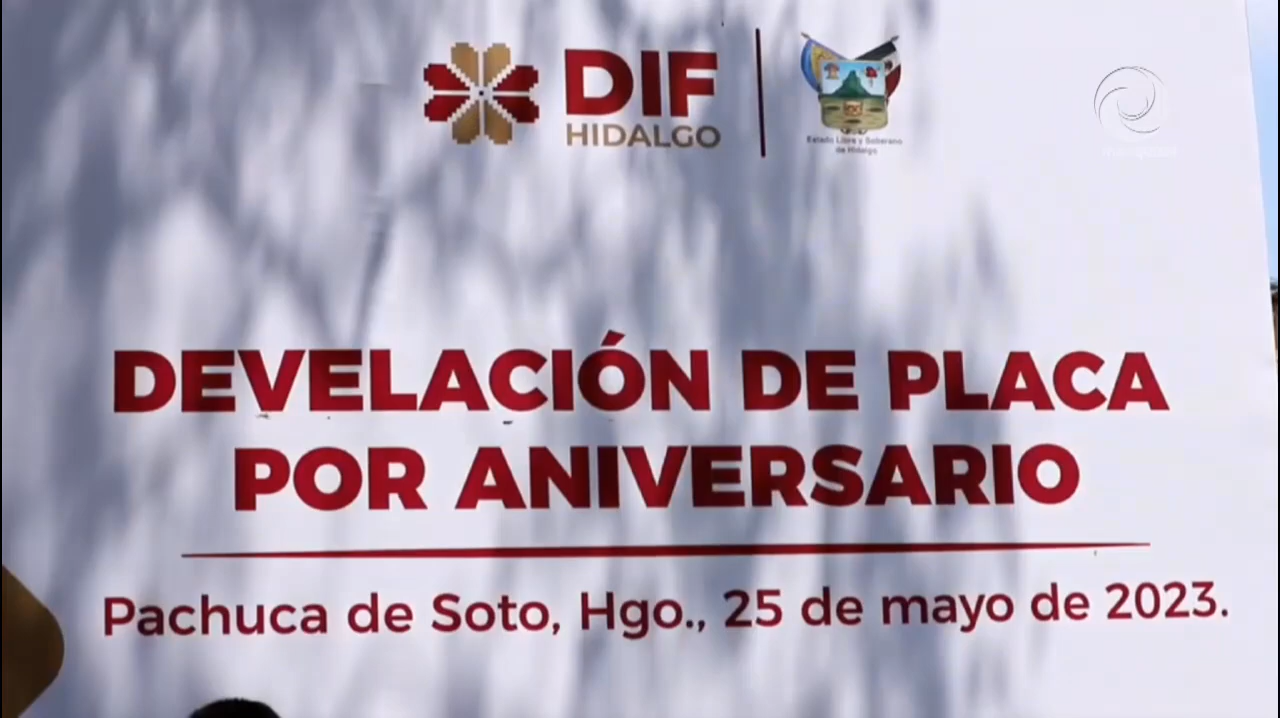 DIF
HIDALGO
Estado Libre y Soberano
de Hidalgo
DEVELACIÓN DE PLACA
POR ANIVERSARIO
Pachuca de Soto, Hgo., 25 de mayo de 2023.